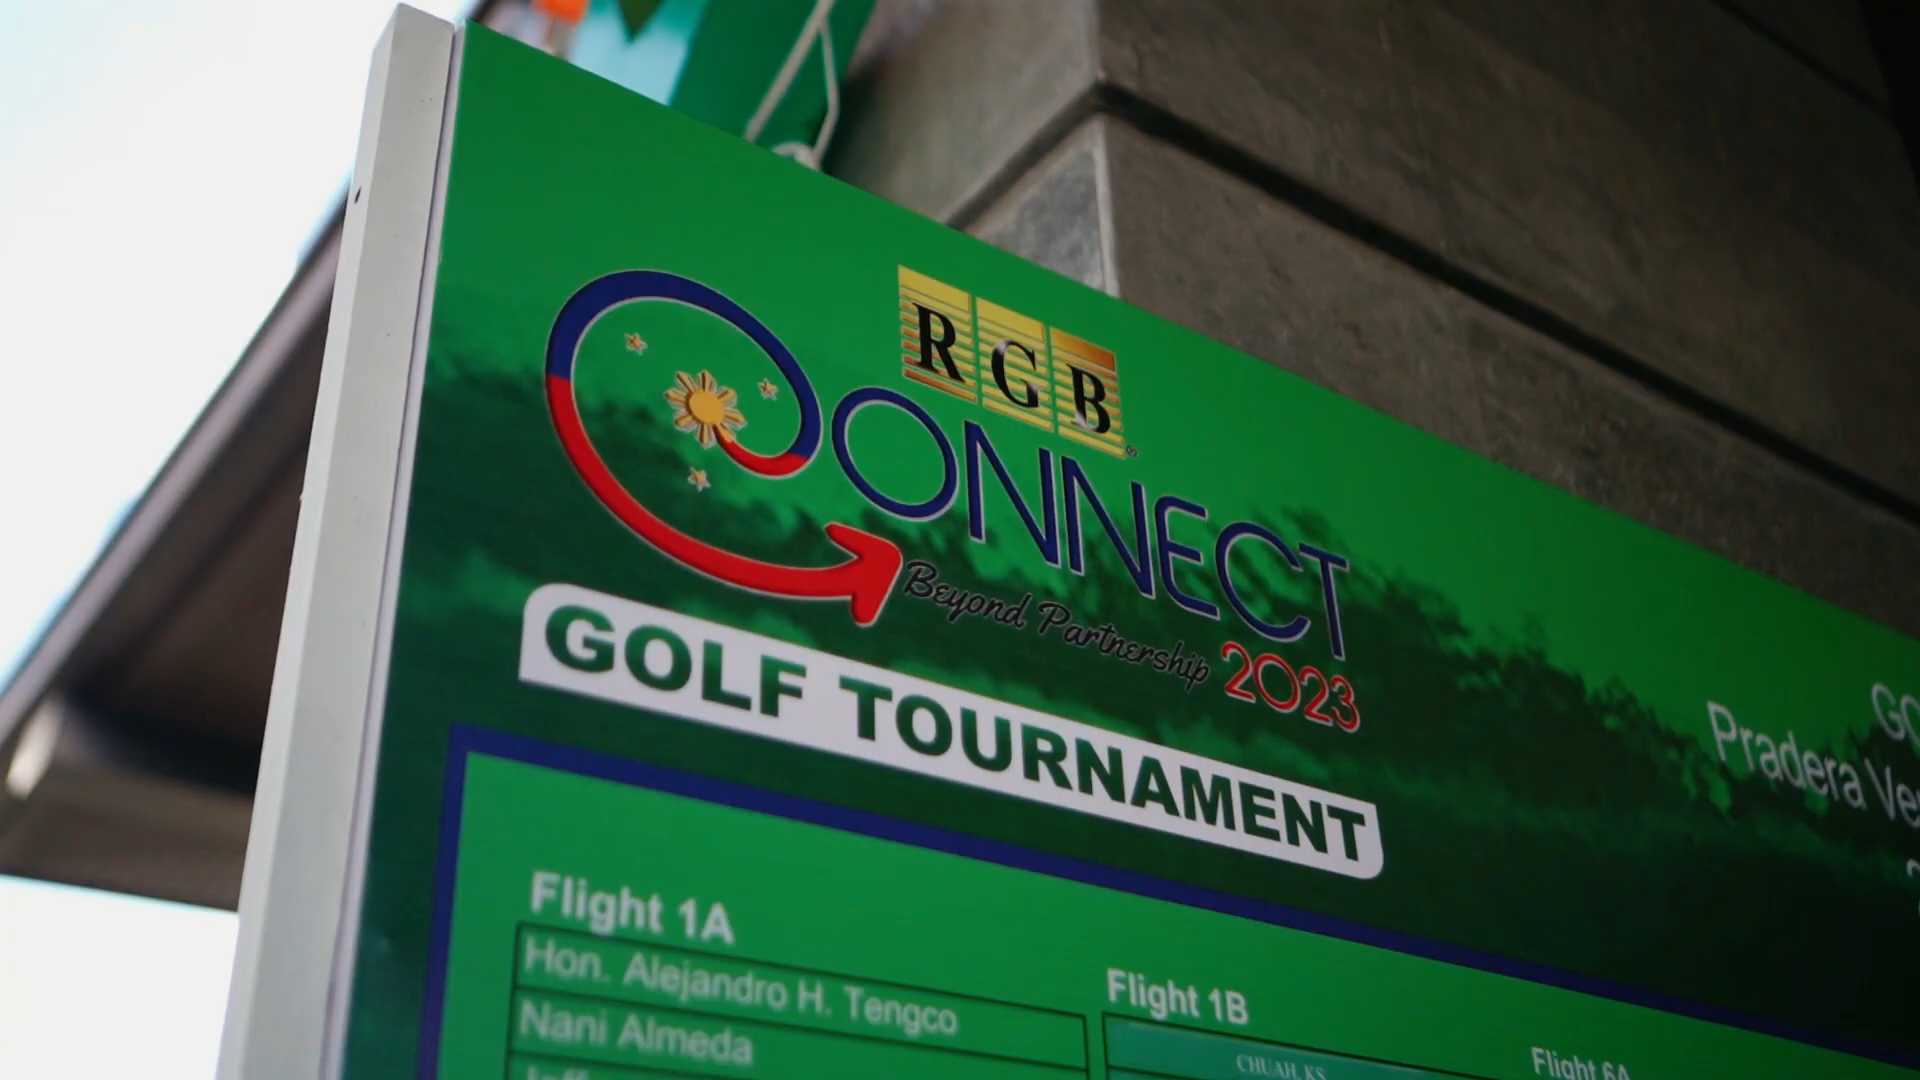 RGB
CONNECT
Beyond Partnership 2023
GOLF TOURNAMENT
Pradera
Flight 1A
Hon. Alejandro H. Tengco
Nani Almeda
Flight 1B
CHUAH, KS
Flight 6A